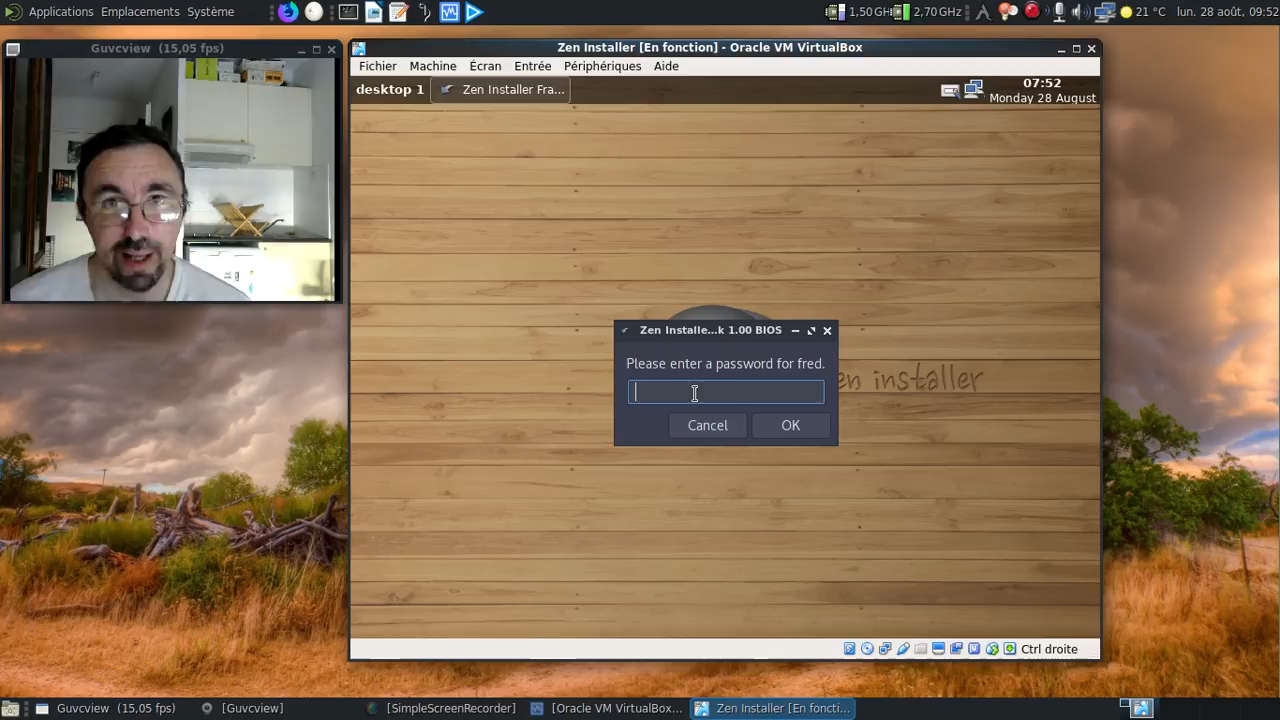 Applications Emplacements Système
1,50 GHz
2,70 GHz
21 °C
lun. 28 août, 09:52
Guvcview (15,05 fps)
Zen Installer [En fonction] - Oracle VM VirtualBox
Fichier Machine Écran Entrée Périphériques Aide
desktop 1
Zen Installer Fra...
07:52
Monday 28 August
Zen Installe...k 1.00 BIOS
Please enter a password for fred.
Cancel OK
en installer
Ctrl droite
Guvcview (15,05 fps)
[Guvcview]
[SimpleScreenRecorder]
[Oracle VM VirtualBox...
Zen Installer [En foncti...